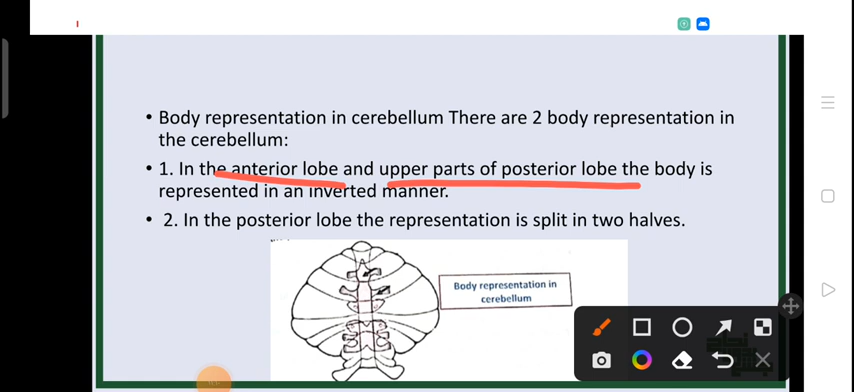 • Body representation in cerebellum There are 2 body representation in
the cerebellum:
• 1. In the anterior lobe and upper parts of posterior lobe the body is
represented in an inverted manner.
• 2. In the posterior lobe the representation is split in two halves.
Body representation in
cerebellum